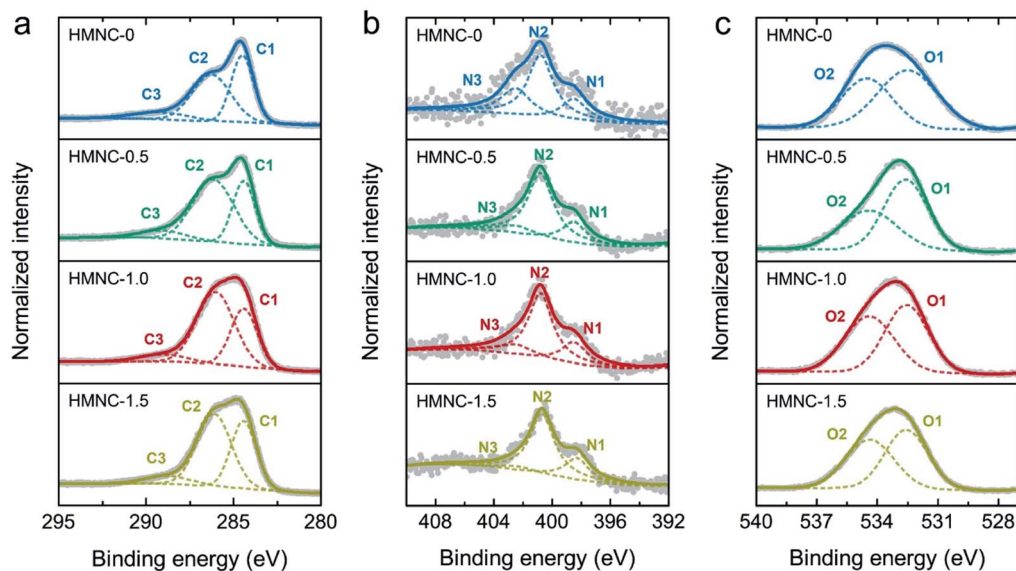 a
HMNC-0
C1
C2
C3
HMNC-0.5
C1
C2
C3
HMNC-1.0
C2
C1
C3
HMNC-1.5
C2
C1
C3
Normalized intensity
295 290 285 280
Binding energy (eV)
b
HMNC-0
N2
N3
N1
HMNC-0.5
N2
N3
N1
HMNC-1.0
N2
N3
N1
HMNC-1.5
N2
N3
N1
Normalized intensity
408 404 400 396 392
Binding energy (eV)
c
HMNC-0
O2
O1
HMNC-0.5
O2
O1
HMNC-1.0
O2
O1
HMNC-1.5
O2
O1
Normalized intensity
540 537 534 531 528
Binding energy (eV)